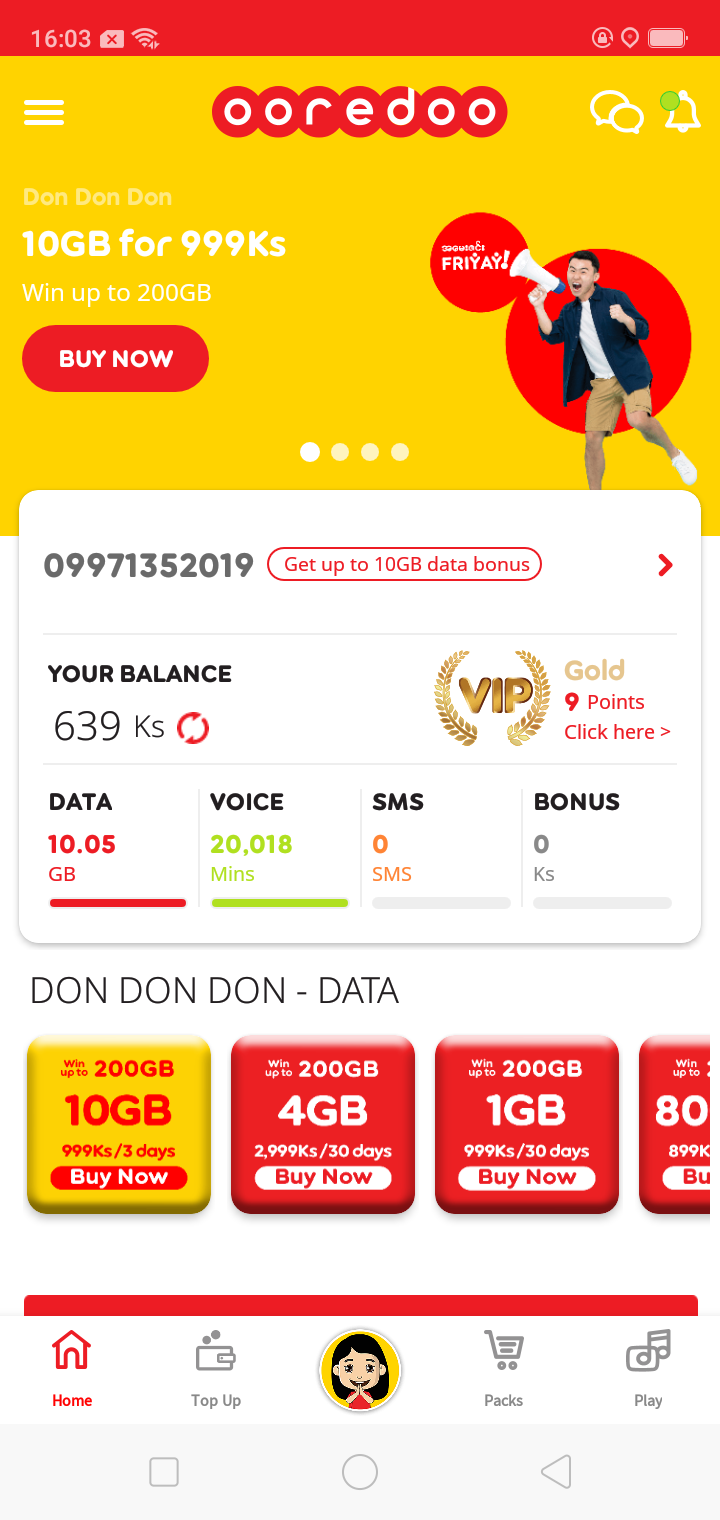 16:03
ooredoo
Don Don Don
10GB for 999Ks
Win up to 200GB
BUY NOW
အမေးစင်း
FRIYAY!
09971352019 Get up to 10GB data bonus
YOUR BALANCE
639 Ks
VIP
Gold
9 Points
Click here >
DATA VOICE SMS BONUS
10.05 20,018 0 0
GB Mins SMS Ks
DON DON DON - DATA
Win up to 200GB
10GB
999Ks/3 days
Buy Now
Win up to 200GB
4GB
2,999Ks/30 days
Buy Now
Win up to 200GB
1GB
999Ks/30 days
Buy Now
Win up to
80
899K
Bu
Home Top Up Packs Play